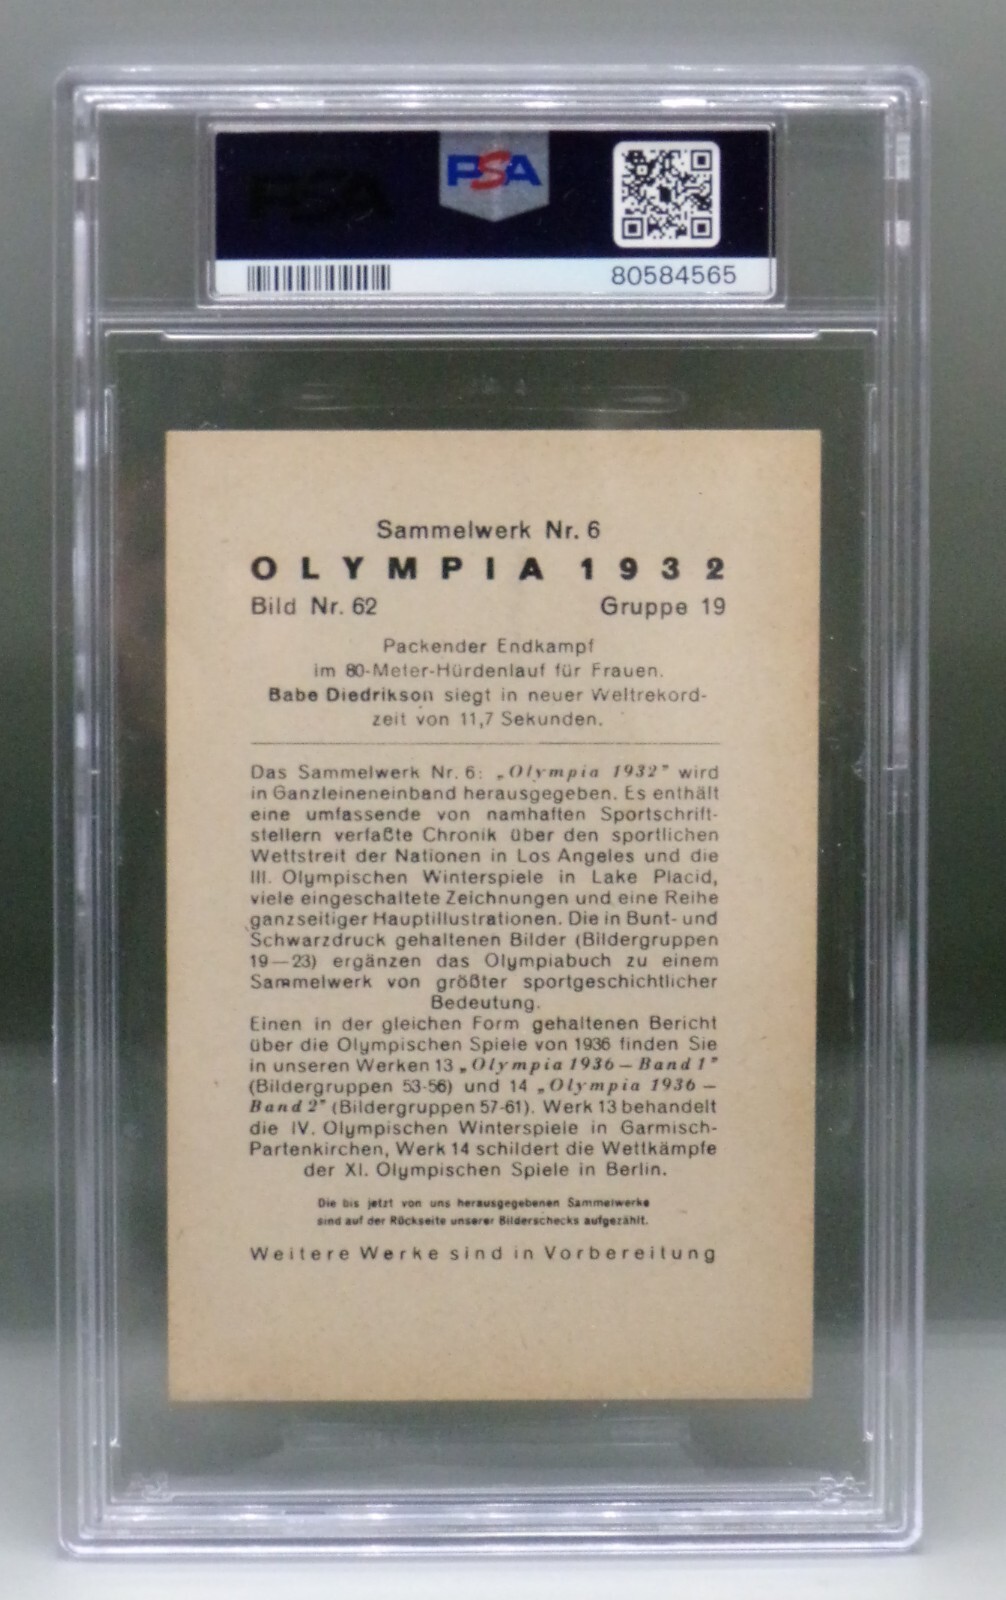 PSA
80584565
Sammelwerk Nr. 6
OLYMPIA 1932
Bild Nr. 62 Gruppe 19
Packender Endkampf
im 80-Meter-Hürdenlauf für Frauen.
Babe Diedrikson siegt in neuer Weltrekord-
zeit von 11,7 Sekunden.
Das Sammelwerk Nr. 6: „Olympia 1932” wird
in Ganzleineneinband herausgegeben. Es enthält
eine umfassende von namhaften Sportschrift-
stellern verfaßte Chronik über den sportlichen
Wettstreit der Nationen in Los Angeles und die
III. Olympischen Winterspiele in Lake Placid,
viele eingeschaltete Zeichnungen und eine Reihe
ganzseitiger Hauptillustrationen. Die in Bunt- und
Schwarzdruck gehaltenen Bilder (Bildergruppen
19—23) ergänzen das Olympiabuch zu einem
Sammelwerk von größter sportgeschichtlicher
Bedeutung.
Einen in der gleichen Form gehaltenen Bericht
über die Olympischen Spiele von 1936 finden Sie
in unseren Werken 13 „Olympia 1936 – Band 1”
(Bildergruppen 53-56) und 14 „Olympia 1936 –
Band 2” (Bildergruppen 57-61). Werk 13 behandelt
die IV. Olympischen Winterspiele in Garmisch-
Partenkirchen, Werk 14 schildert die Wettkämpfe
der XI. Olympischen Spiele in Berlin.
Die bis jetzt von uns herausgegebenen Sammelwerke
sind auf der Rückseite unserer Bilderschecks aufgezählt.
Weitere Werke sind in Vorbereitung